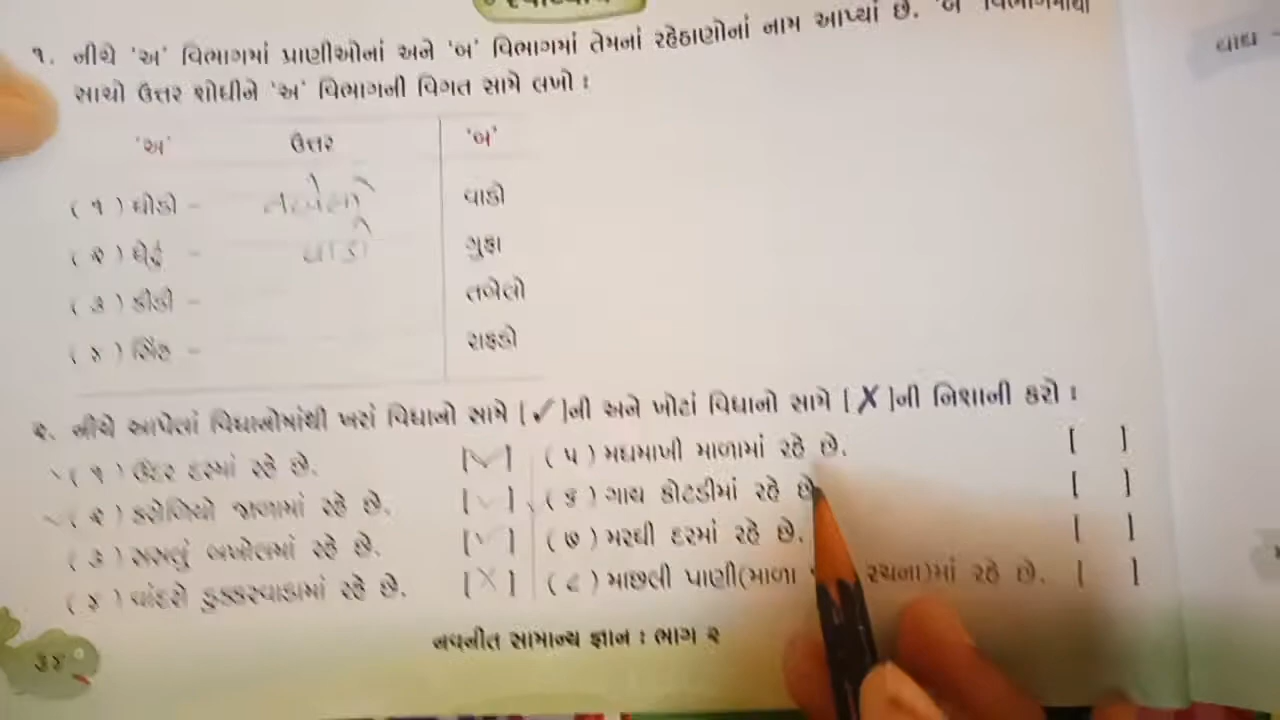 સ્વાધ્યાય
૧. નીચે 'અ' વિભાગમાં પ્રાણીઓનાં અને 'બ' વિભાગમાં તેમનાં રહેઠાણોનાં નામ આપ્યાં છે. 'બ' વિભાગમાંથી
સાચો ઉત્તર શોધીને 'અ' વિભાગની વિગત સામે લખો :
'અ' ઉત્તર 'બ'
(૧) ઘોડો - તબેલો વાડો
(૨) ઘેટું - વાડો ગુફા
(૩) કીડી - તબેલો
(૪) સિંહ - રાફડો
૨. નીચે આપેલાં વિધાનોમાંથી ખરાં વિધાનો સામે [✓]ની અને ખોટાં વિધાનો સામે [✗]ની નિશાની કરો :
(૧) ઉંદર દરમાં રહે છે. [✓] (૫) મધમાખી માળામાં રહે છે. [ ]
(૨) કરોળિયો જાળામાં રહે છે. [✓] (૬) ગાય કોટડીમાં રહે છે [ ]
(૩) સસલું બખોલમાં રહે છે. [✓] (૭) મરઘી દરમાં રહે છે. [ ]
(૪) વાંદરો કુકકરવાડામાં રહે છે. [✗] (૮) માછલી પાણી(માળા રચના)માં રહે છે. [ ]
નવનીત સામાન્ય જ્ઞાન : ભાગ ૨
૩૪
વાઘ -